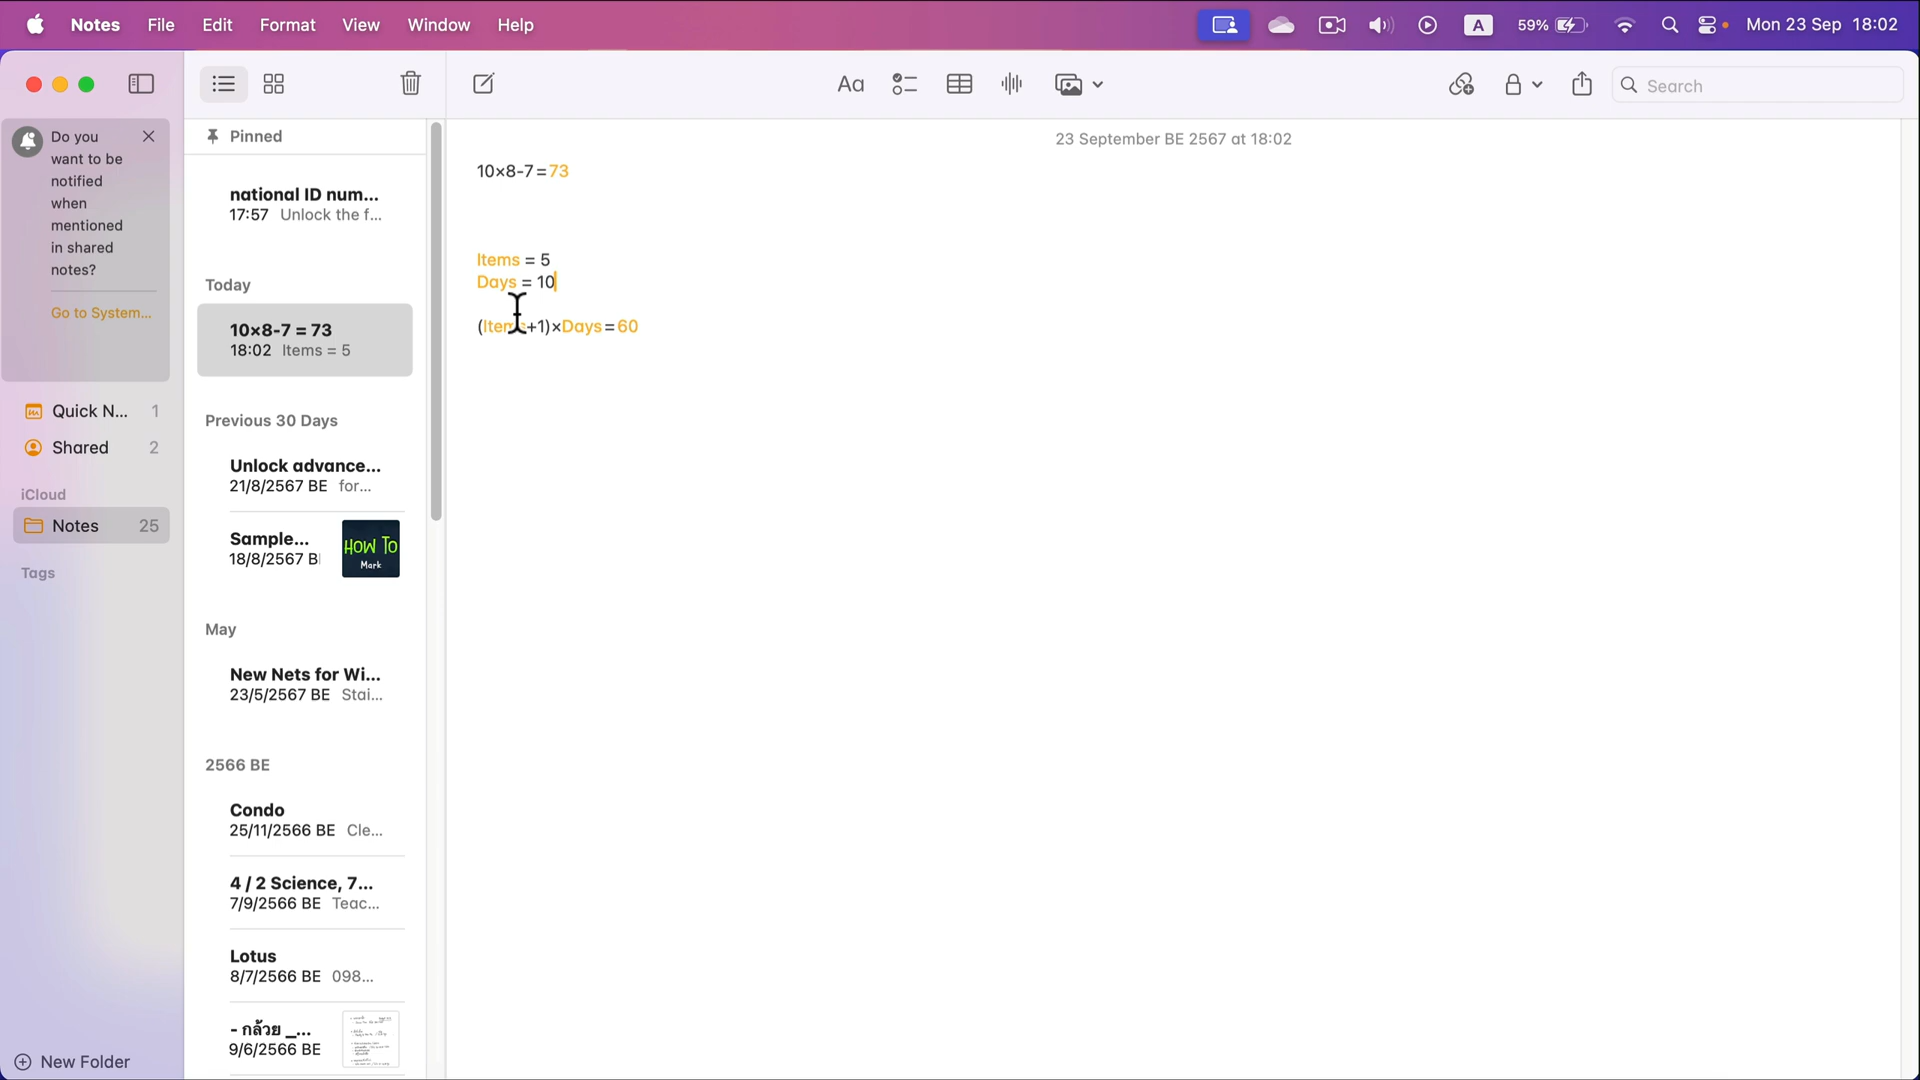 Notes File Edit Format View Window Help A 59% Mon 23 Sep 18:02
Aa Search
Do you
want to be
notified
when
mentioned
in shared
notes?
Go to System...
Quick N... 1
Shared 2
iCloud
Notes 25
Tags
New Folder
Pinned
national ID num...
17:57 Unlock the f...
Today
10×8-7 = 73
18:02 Items = 5
Previous 30 Days
Unlock advance...
21/8/2567 BE for...
Sample...
18/8/2567 B
HOW TO
Mark
May
New Nets for Wi...
23/5/2567 BE Stai...
2566 BE
Condo
25/11/2566 BE Cle...
4 / 2 Science, 7...
7/9/2566 BE Teac...
Lotus
8/7/2566 BE 098...
- กล้วย _...
9/6/2566 BE
23 September BE 2567 at 18:02
10×8-7=73
Items = 5
Days = 10
(Items+1)×Days=60